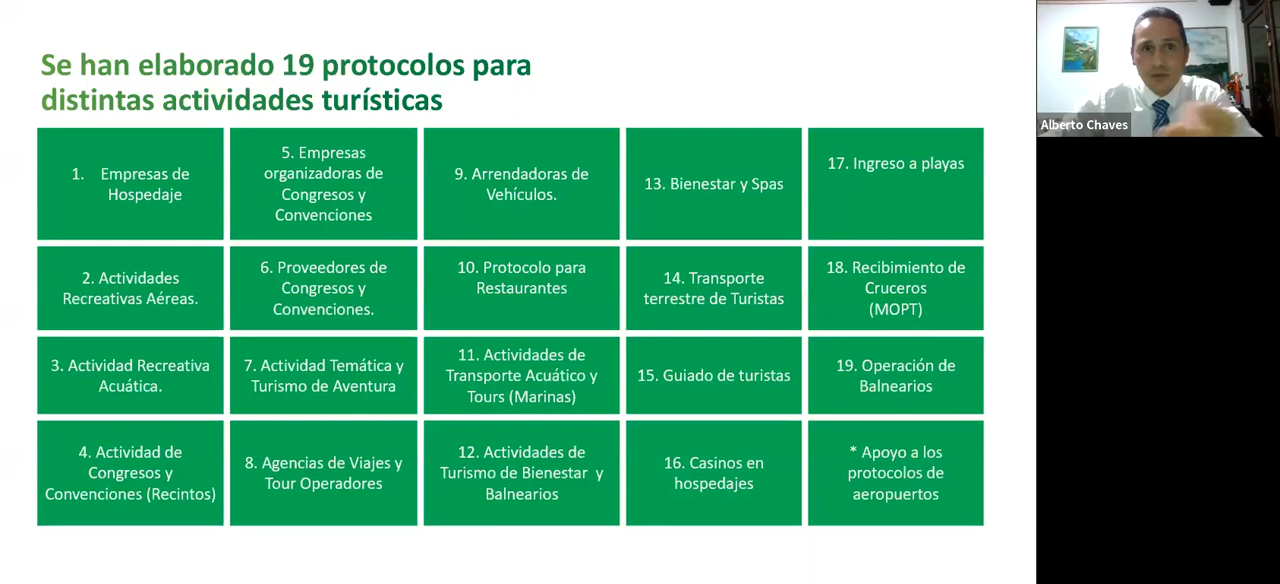 Se han elaborado 19 protocolos para
distintas actividades turísticas
1. Empresas de
Hospedaje
2. Actividades
Recreativas Aéreas.
3. Actividad Recreativa
Acuática.
4. Actividad de
Congresos y
Convenciones (Recintos)
5. Empresas
organizadoras de
Congresos y
Convenciones
6. Proveedores de
Congresos y
Convenciones.
7. Actividad Temática y
Turismo de Aventura
8. Agencias de Viajes y
Tour Operadores
9. Arrendadoras de
Vehículos.
10. Protocolo para
Restaurantes
11. Actividades de
Transporte Acuático y
Tours (Marinas)
12. Actividades de
Turismo de Bienestar y
Balnearios
13. Bienestar y Spas
14. Transporte
terrestre de Turistas
15. Guiado de turistas
16. Casinos en
hospedajes
17. Ingreso a playas
18. Recibimiento de
Cruceros
(MOPT)
19. Operación de
Balnearios
* Apoyo a los
protocolos de
aeropuertos
Alberto Chaves